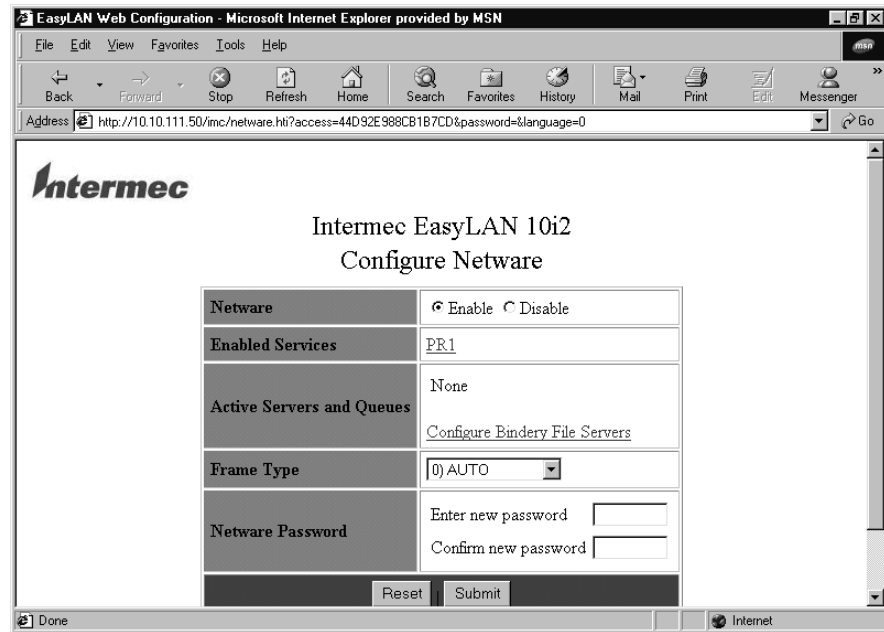 EasyLAN Web Configuration - Microsoft Internet Explorer provided by MSN
File Edit View Favorites Tools Help
msn
Back Forward Stop Refresh Home Search Favorites History Mail Print Edit Messenger »
Address http://10.10.111.50/imc/netware.hti?access=44D92E988CB1B7CD&password=&language=0 Go
Intermec
Intermec EasyLAN 10i2
Configure Netware
Netware Enable Disable
Enabled Services PR1
Active Servers and Queues None
Configure Bindery File Servers
Frame Type 0) AUTO
Netware Password Enter new password
Confirm new password
Reset | Submit
Done Internet